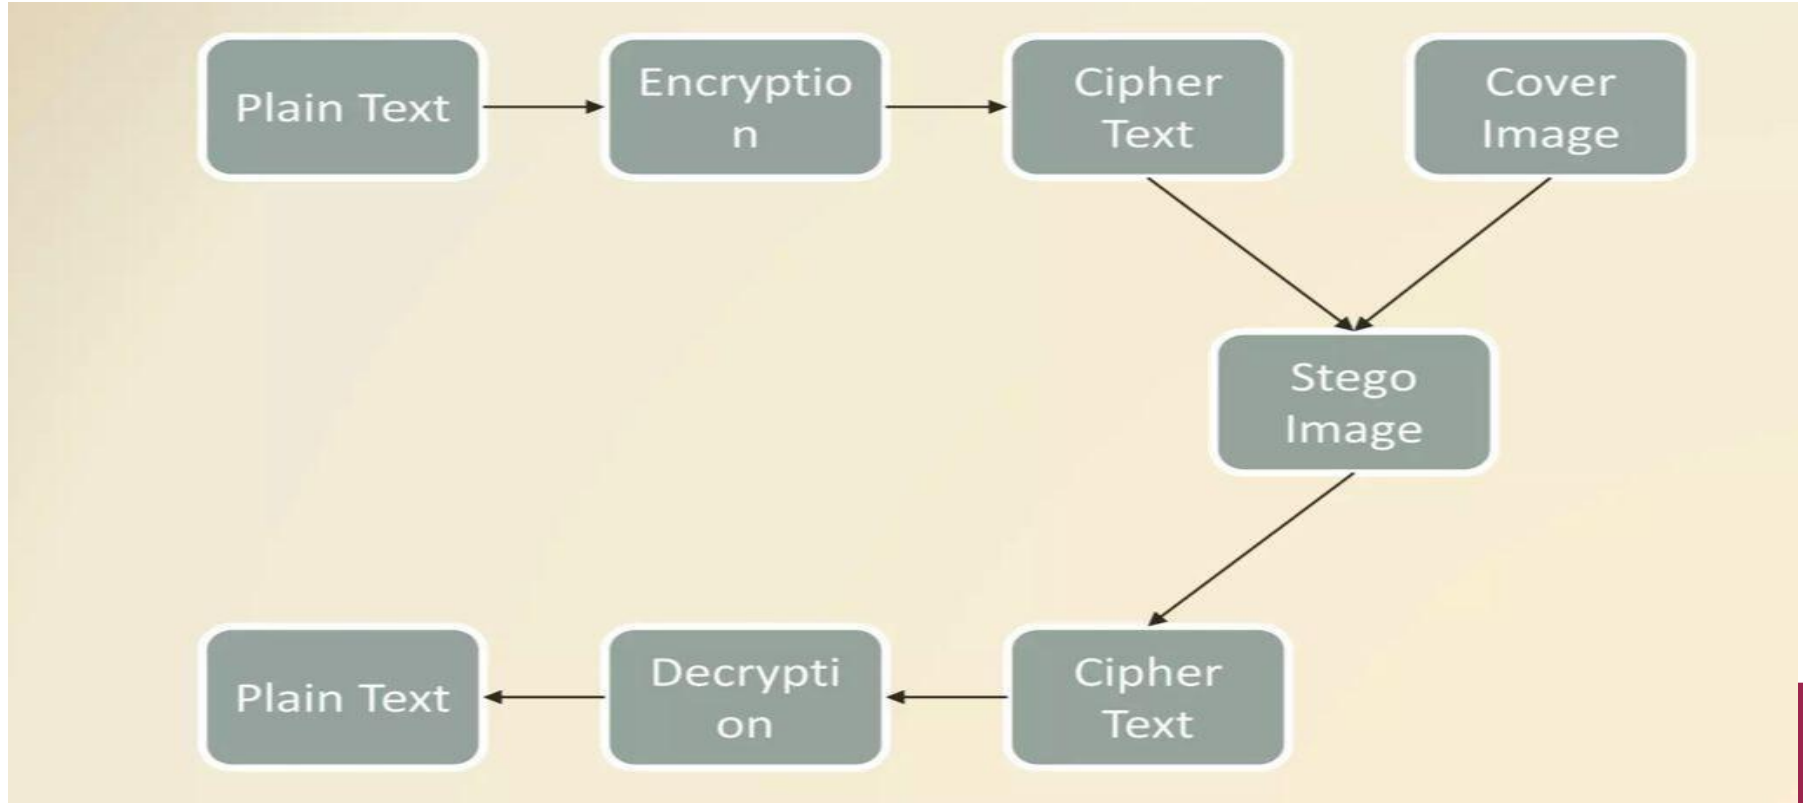 Plain Text
Encryptio
n
Cipher
Text
Cover
Image
Stego
Image
Plain Text
Decrypti
on
Cipher
Text